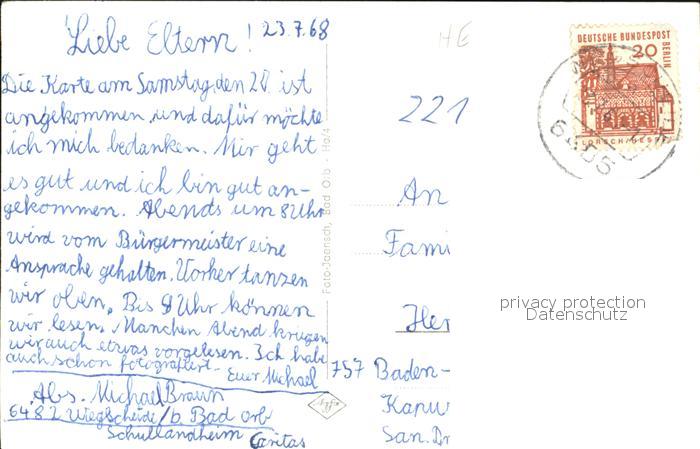 Liebe Eltern! 23.7.68
Die Karte am Samstag den 20 ist
angekommen und dafür möchte
ich mich bedanken. Mir geht
es gut und ich bin gut an-
gekommen. Abends um 8 Uhr
wird vom Bürgermeister eine
Ansprache gehalten. Vorher tanzen
wir oben. Bis 9 Uhr können
wir lesen. Manchen Abend kriegen
wir auch etwas vorgelesen. Ich habe
auch schon fotografiert. Euer Michael
Abs. Michael Braun
6482 Wiegscheide/b. Bad Orb
Schullandheim Caritas
Foto-Jaensch, Bad Orb
HE
221
DEUTSCHE BUNDESPOST
BERLIN
20
LORSCH/HESSEN
An
Fami
Her
757 Baden-
Kapu
San. Dr
privacy protection
Datenschutz